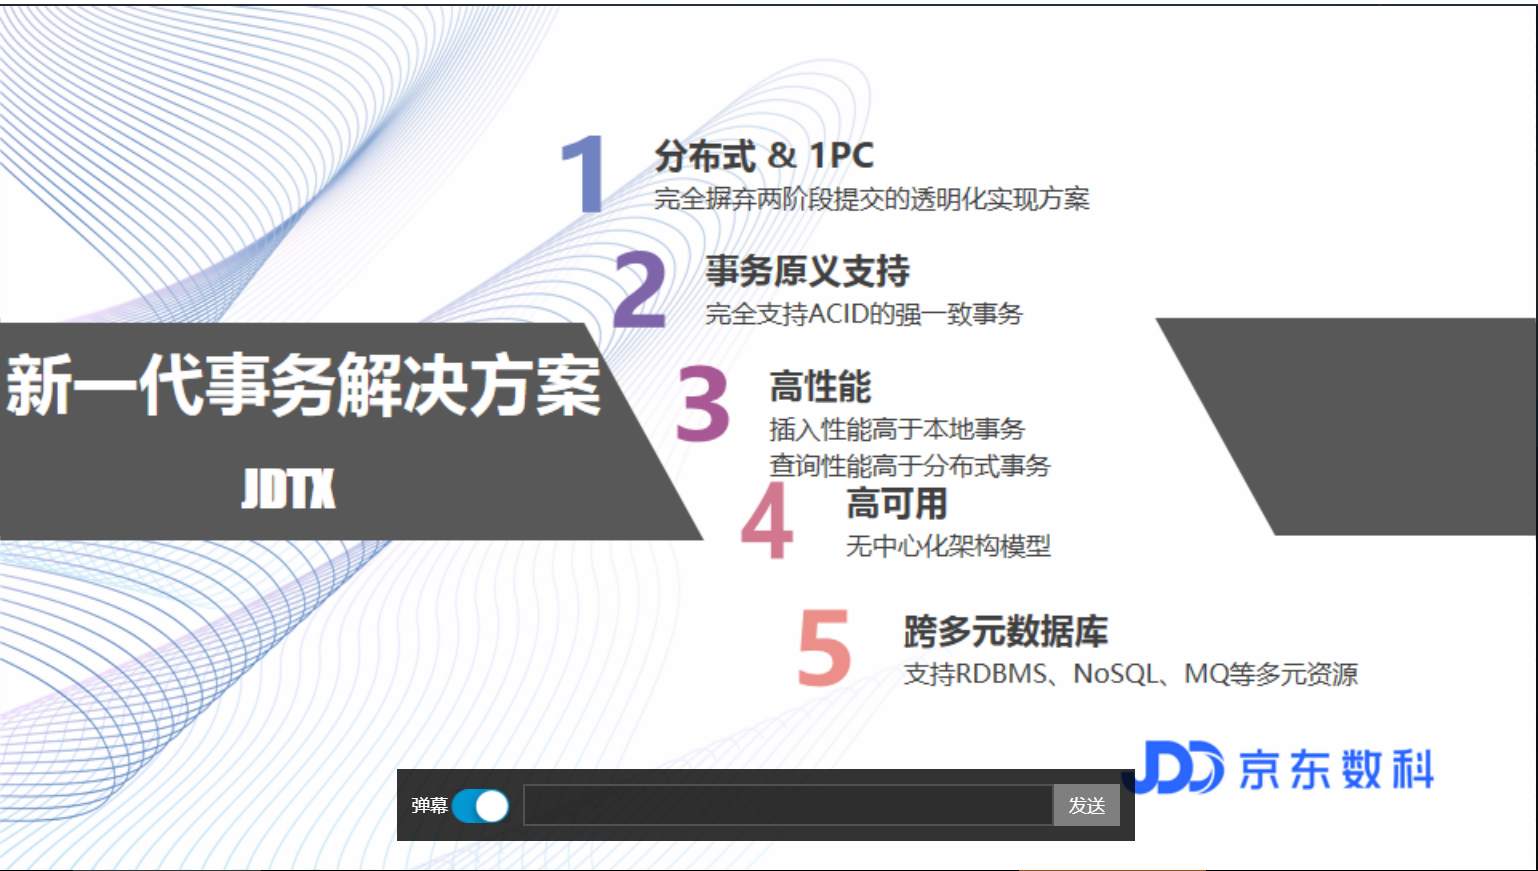 新一代事务解决方案
JDTX
1
分布式 & 1PC
完全摒弃两阶段提交的透明化实现方案
2
事务原义支持
完全支持ACID的强一致事务
3
高性能
插入性能高于本地事务
查询性能高于分布式事务
4
高可用
无中心化架构模型
5
跨多元数据库
支持RDBMS、NoSQL、MQ等多元资源
JDD 京东数科
弹幕
发送